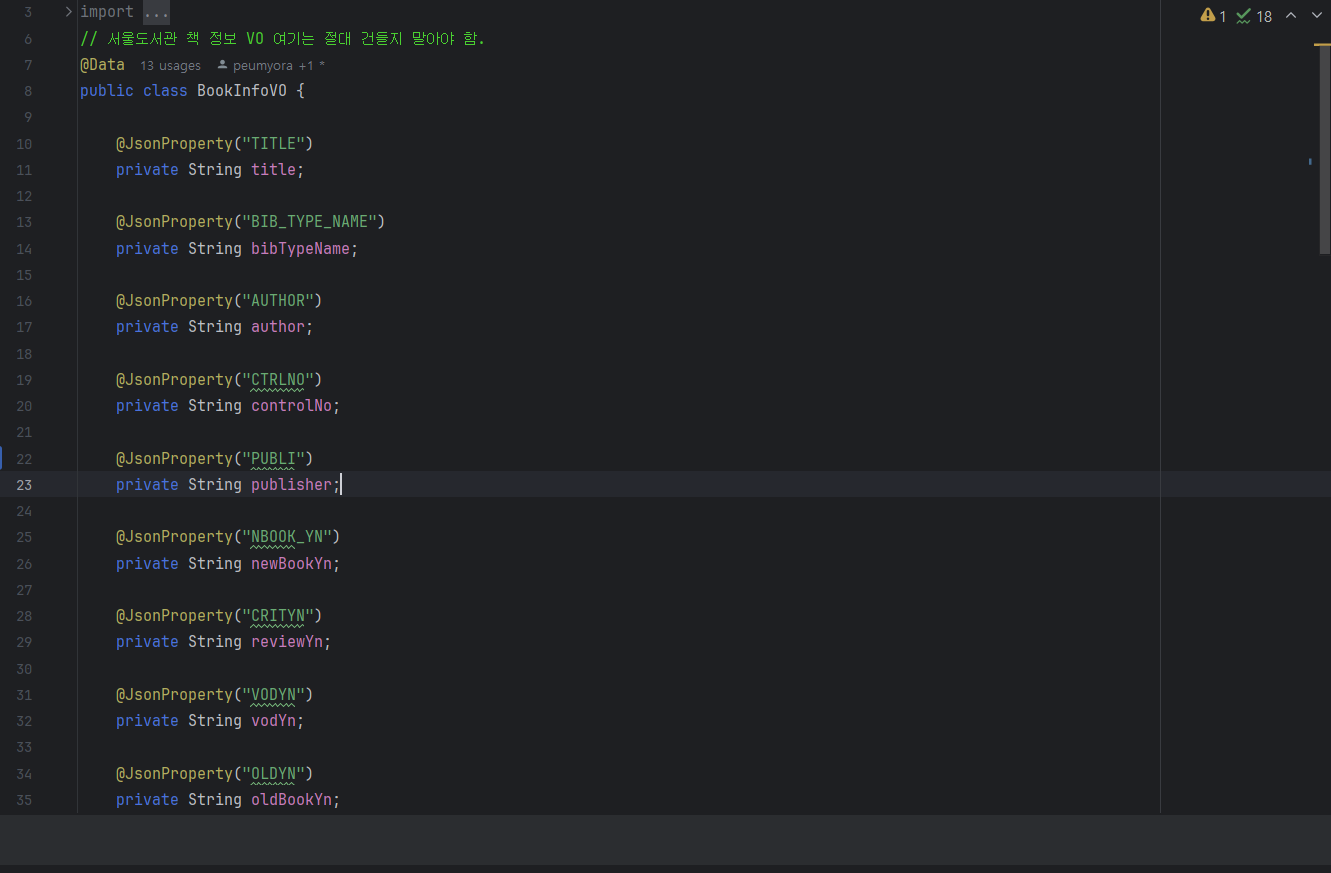 3 import ...
1 18
6 // 서울도서관 책 정보 VO 여기는 절대 건들지 말아야 함.
7 @Data 13 usages peumyora +1 *
8 public class BookInfoVO {
9
10 @JsonProperty("TITLE")
11 private String title;
12
13 @JsonProperty("BIB_TYPE_NAME")
14 private String bibTypeName;
15
16 @JsonProperty("AUTHOR")
17 private String author;
18
19 @JsonProperty("CTRLNO")
20 private String controlNo;
21
22 @JsonProperty("PUBLI")
23 private String publisher;
24
25 @JsonProperty("NBOOK_YN")
26 private String newBookYn;
27
28 @JsonProperty("CRITYN")
29 private String reviewYn;
30
31 @JsonProperty("VODYN")
32 private String vodYn;
33
34 @JsonProperty("OLDYN")
35 private String oldBookYn;